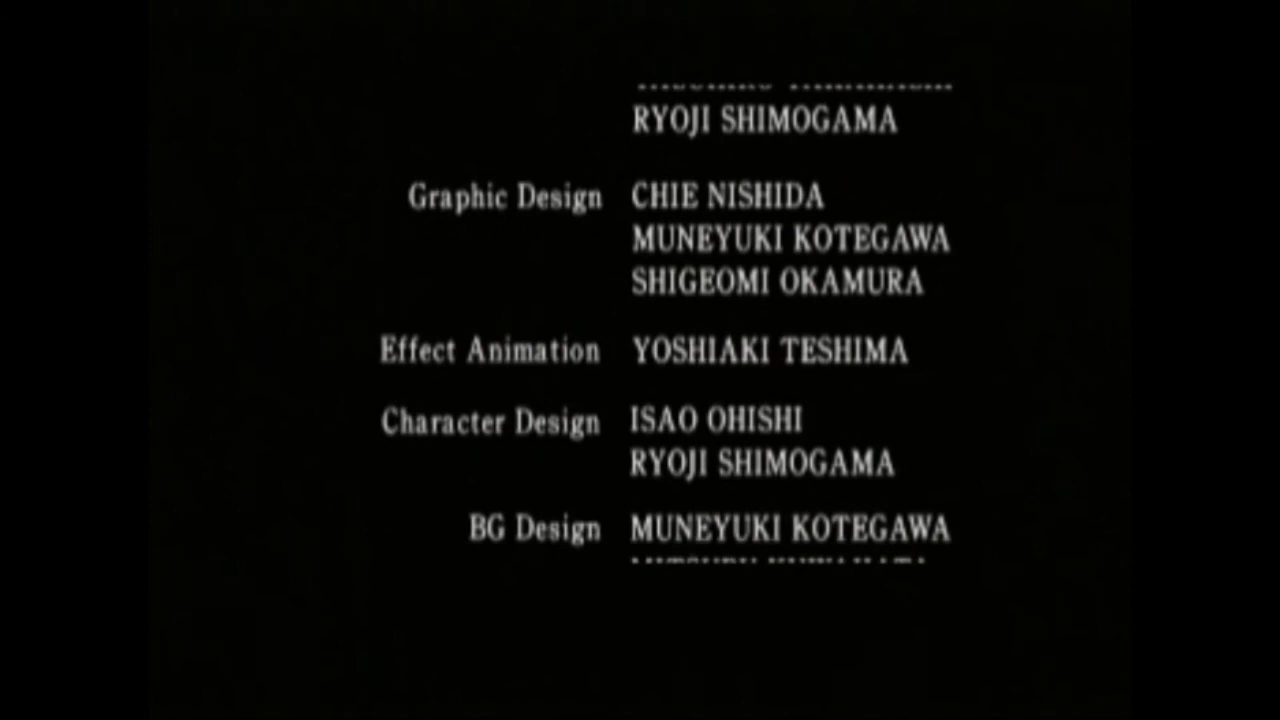 RYOJI SHIMOGAMA
Graphic Design CHIE NISHIDA
MUNEYUKI KOTEGAWA
SHIGEOMI OKAMURA
Effect Animation YOSHIAKI TESHIMA
Character Design ISAO OHISHI
RYOJI SHIMOGAMA
BG Design MUNEYUKI KOTEGAWA